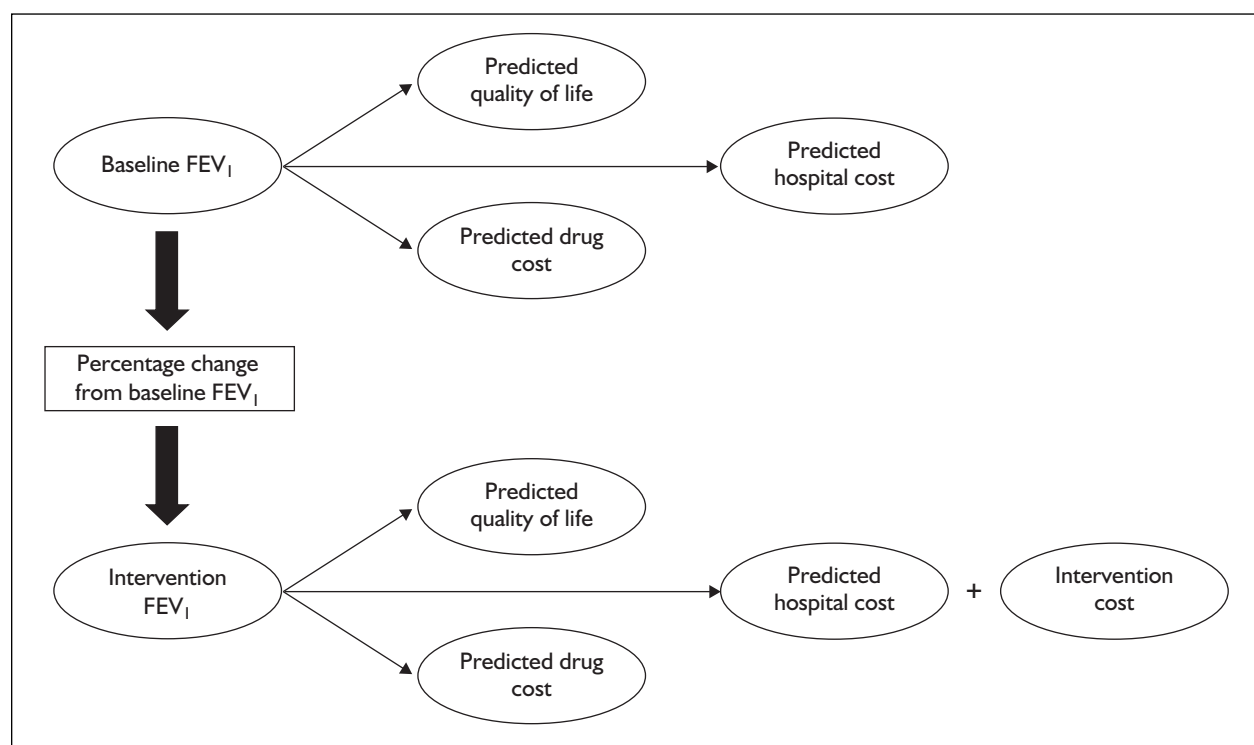 Predicted
quality of life
Baseline FEV₁
Predicted
hospital cost
Predicted drug
cost
Percentage change
from baseline FEV₁
Predicted
quality of life
Intervention
FEV₁
Predicted
hospital cost
+
Intervention
cost
Predicted drug
cost